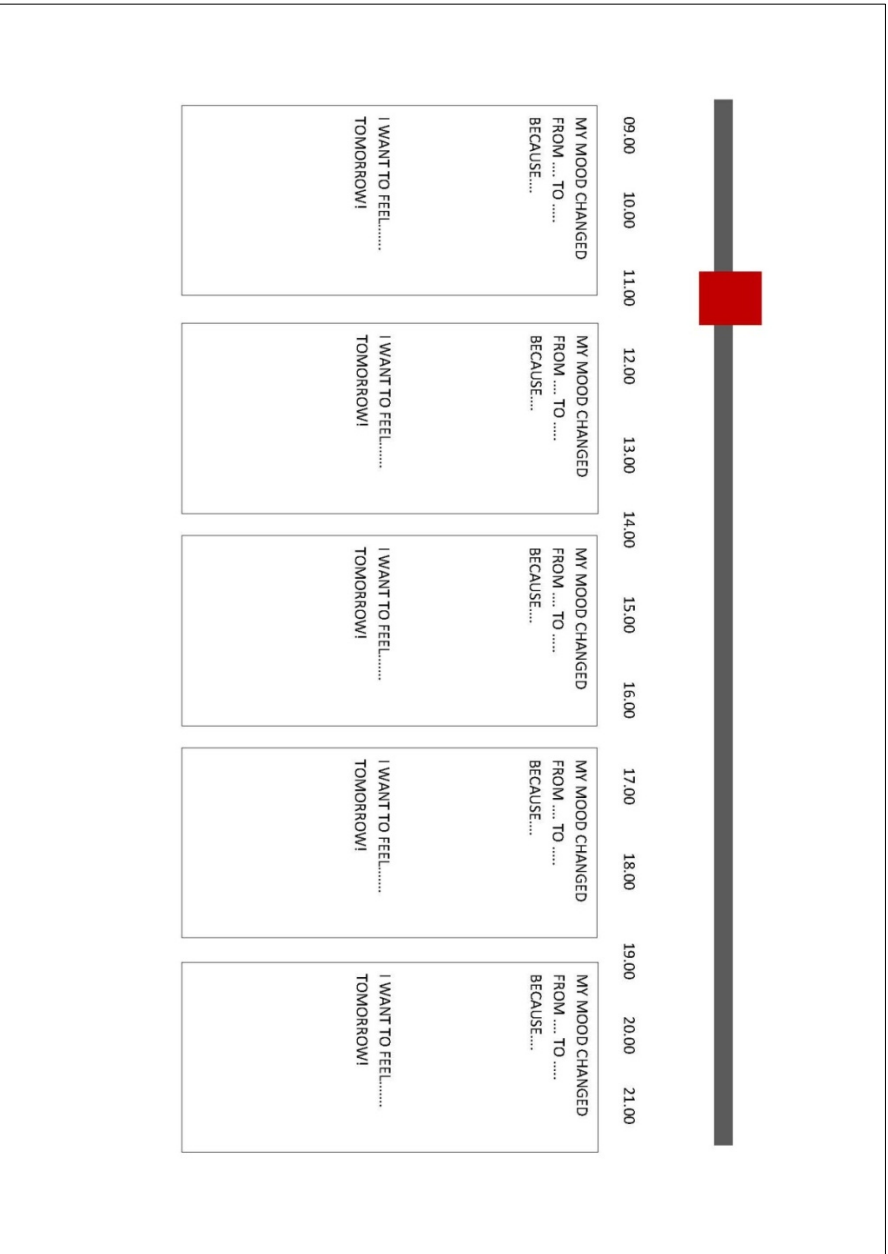 09.00 10.00 11.00 12.00 13.00 14.00 15.00 16.00 17.00 18.00 19.00 20.00 21.00
MY MOOD CHANGED
FROM .... TO .....
BECAUSE....
I WANT TO FEEL.......
TOMORROW!
MY MOOD CHANGED
FROM .... TO .....
BECAUSE....
I WANT TO FEEL.......
TOMORROW!
MY MOOD CHANGED
FROM .... TO .....
BECAUSE....
I WANT TO FEEL.......
TOMORROW!
MY MOOD CHANGED
FROM .... TO .....
BECAUSE....
I WANT TO FEEL.......
TOMORROW!
MY MOOD CHANGED
FROM .... TO .....
BECAUSE....
I WANT TO FEEL.......
TOMORROW!